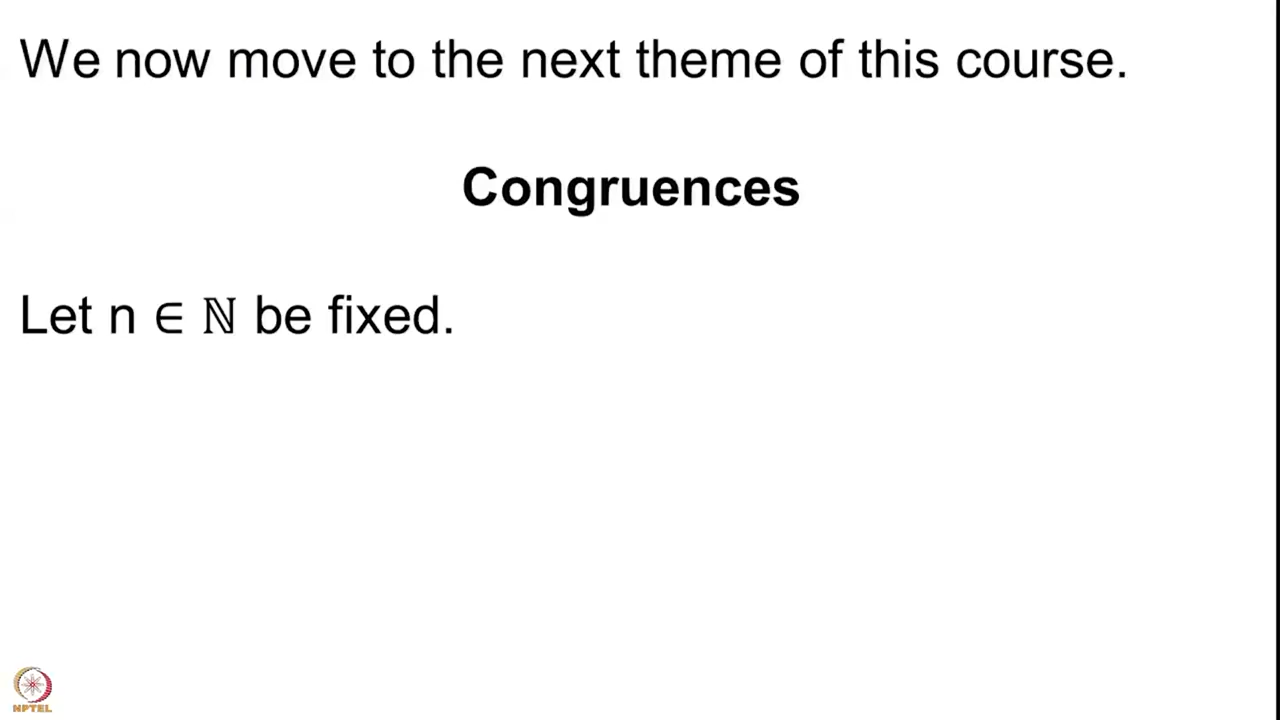 We now move to the next theme of this course.
Congruences
Let n ∈ ℕ be fixed.
NPTEL